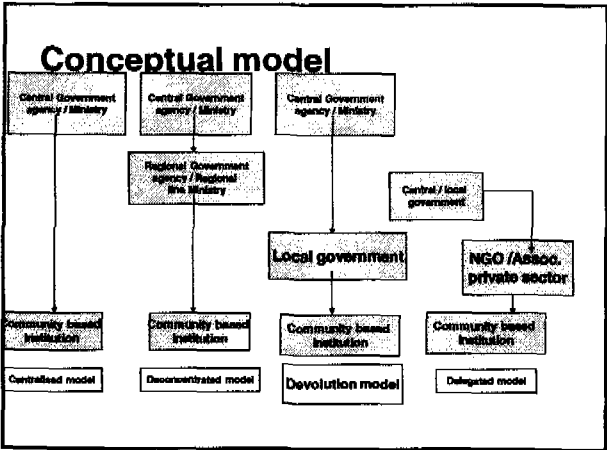 Conceptual model
Central Government
agency / Ministry
Central Government
agency / Ministry
Central Government
agency / Ministry
Regional Government
agency / Regional
line Ministry
Central / local
government
Local government
NGO /Assoc.
private sector
Community based
Institution
Community based
Institution
Community based
Institution
Community based
Institution
Centralised model
Deconcentrated model
Devolution model
Delegated model